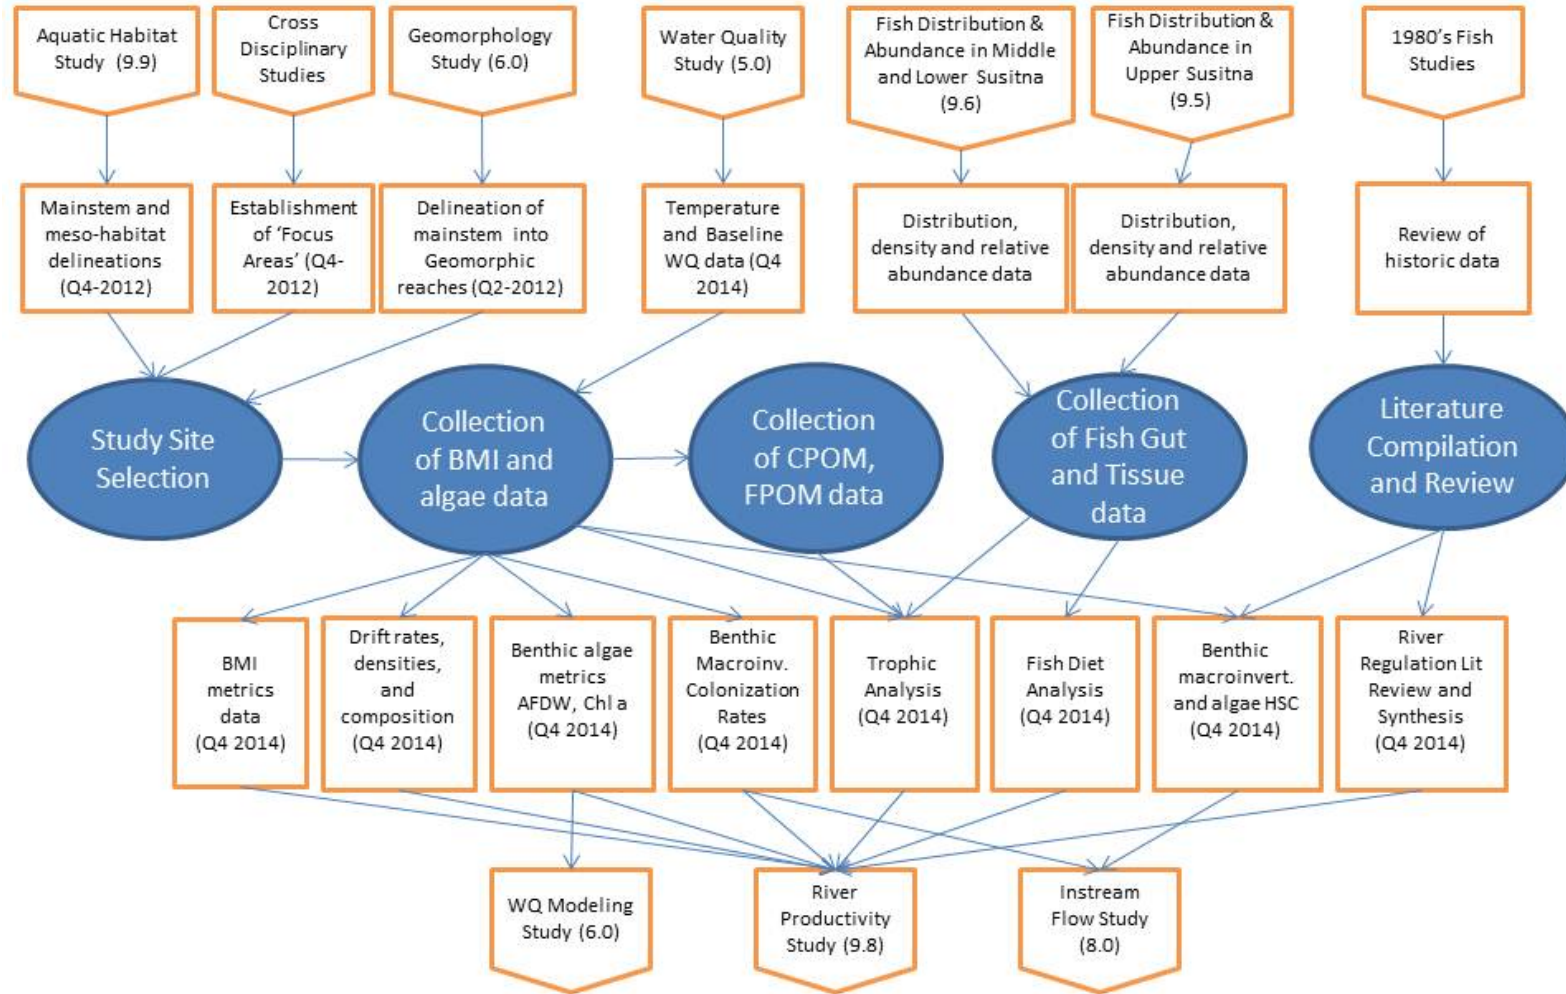 Aquatic Habitat
Study (9.9)
Cross
Disciplinary
Studies
Geomorphology
Study (6.0)
Water Quality
Study (5.0)
Fish Distribution &
Abundance in Middle
and Lower Susitna
(9.6)
Fish Distribution &
Abundance in
Upper Susitna
(9.5)
1980's Fish
Studies
Mainstem and
meso-habitat
delineations
(Q4-2012)
Establishment
of 'Focus
Areas' (Q4-
2012)
Delineation of
mainstem into
Geomorphic
reaches (Q2-2012)
Temperature
and Baseline
WQ data (Q4
2014)
Distribution,
density and relative
abundance data
Distribution,
density and relative
abundance data
Review of
historic data
Study Site
Selection
Collection
of BMI and
algae data
Collection
of CPOM,
FPOM data
Collection
of Fish Gut
and Tissue
data
Literature
Compilation
and Review
BMI
metrics
data
(Q4 2014)
Drift rates,
densities,
and
composition
(Q4 2014)
Benthic algae
metrics
AFDW, Chl a
(Q4 2014)
Benthic
Macroinv.
Colonization
Rates
(Q4 2014)
Trophic
Analysis
(Q4 2014)
Fish Diet
Analysis
(Q4 2014)
Benthic
macroinvert.
and algae HSC
(Q4 2014)
River
Regulation Lit
Review and
Synthesis
(Q4 2014)
WQ Modeling
Study (6.0)
River
Productivity
Study (9.8)
Instream
Flow Study
(8.0)